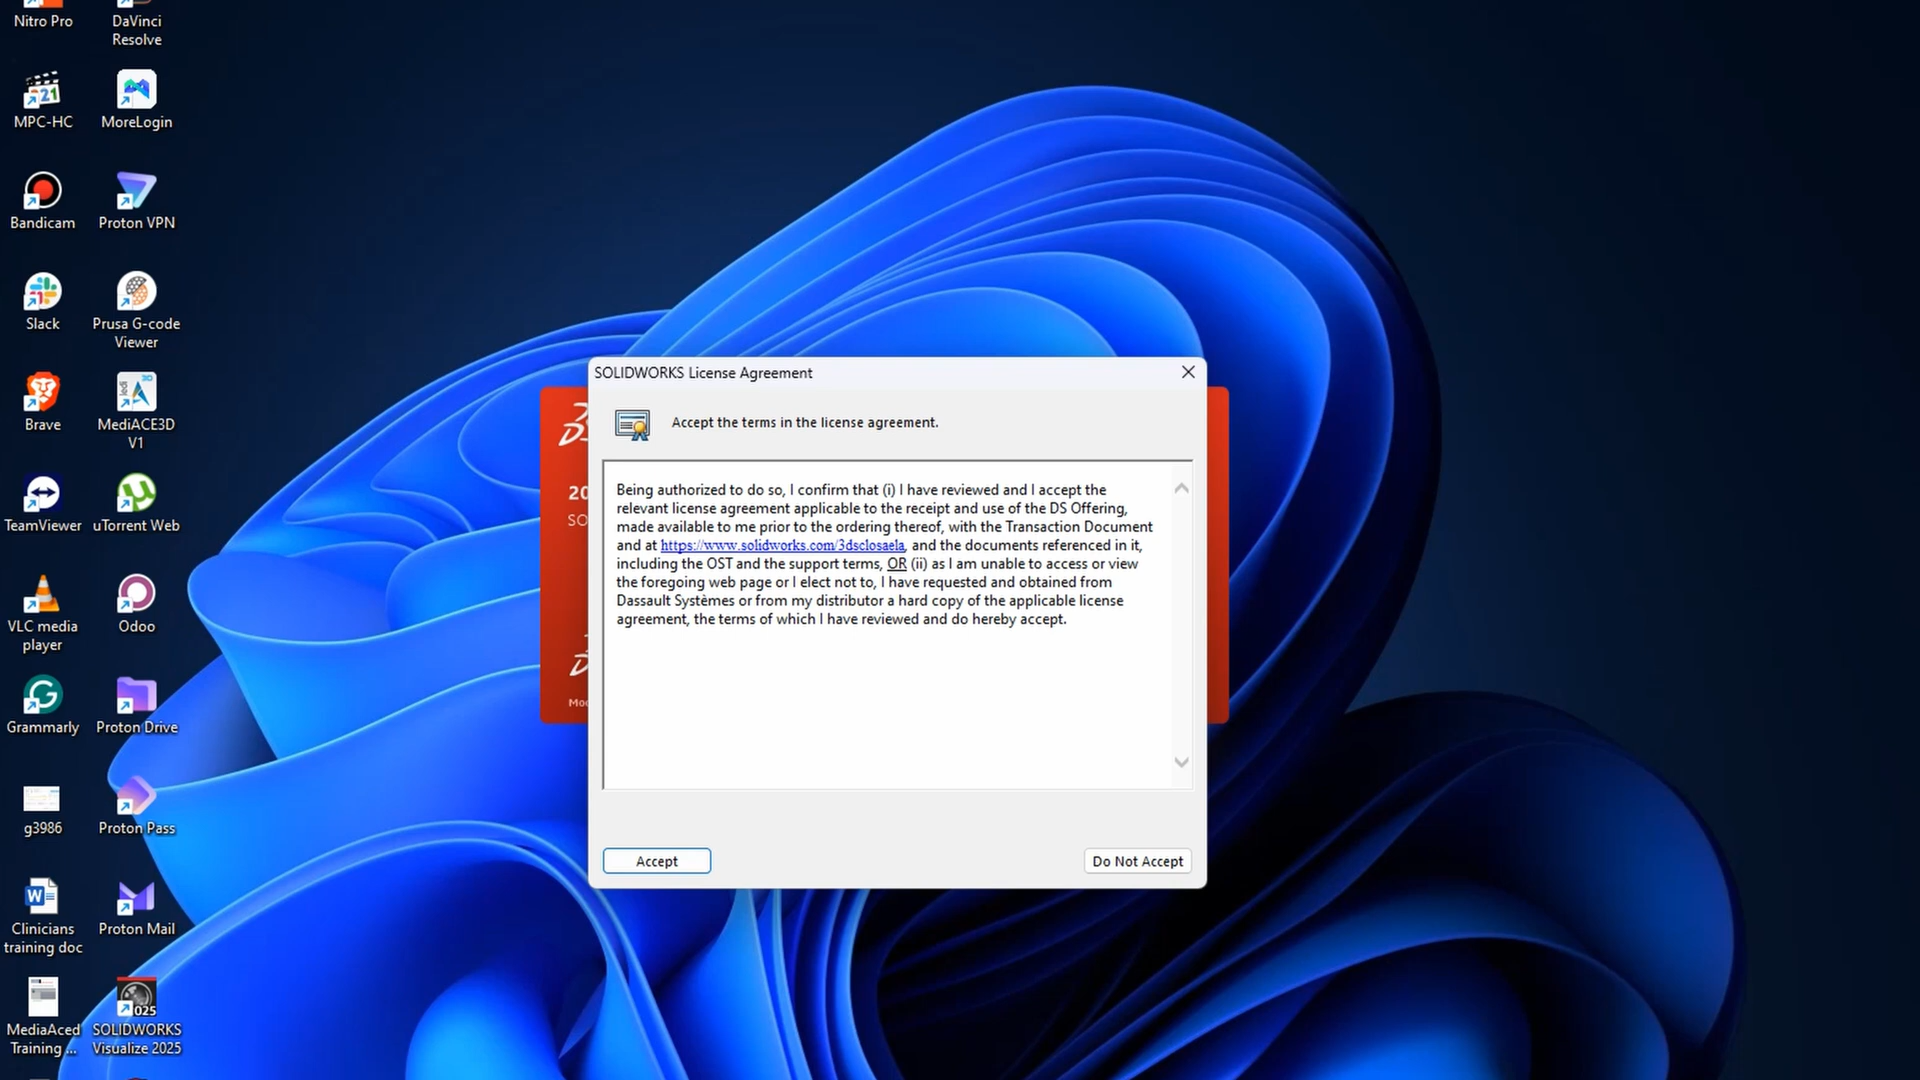 Nitro Pro
DaVinci
Resolve
MPC-HC
MoreLogin
Bandicam
Proton VPN
Slack
Prusa G-code
Viewer
Brave
MediACE3D
V1
TeamViewer
uTorrent Web
VLC media
player
Odoo
Grammarly
Proton Drive
g3986
Proton Pass
Clinicians
training doc
Proton Mail
MediaAced
Training ...
SOLIDWORKS
Visualize 2025
321
3D
025
20
SO
Mod
SOLIDWORKS License Agreement
Accept the terms in the license agreement.
Being authorized to do so, I confirm that (i) I have reviewed and I accept the
relevant license agreement applicable to the receipt and use of the DS Offering,
made available to me prior to the ordering thereof, with the Transaction Document
and at https://www.solidworks.com/3dsclosaela, and the documents referenced in it,
including the OST and the support terms, OR (ii) as I am unable to access or view
the foregoing web page or I elect not to, I have requested and obtained from
Dassault Systèmes or from my distributor a hard copy of the applicable license
agreement, the terms of which I have reviewed and do hereby accept.
Accept
Do Not Accept